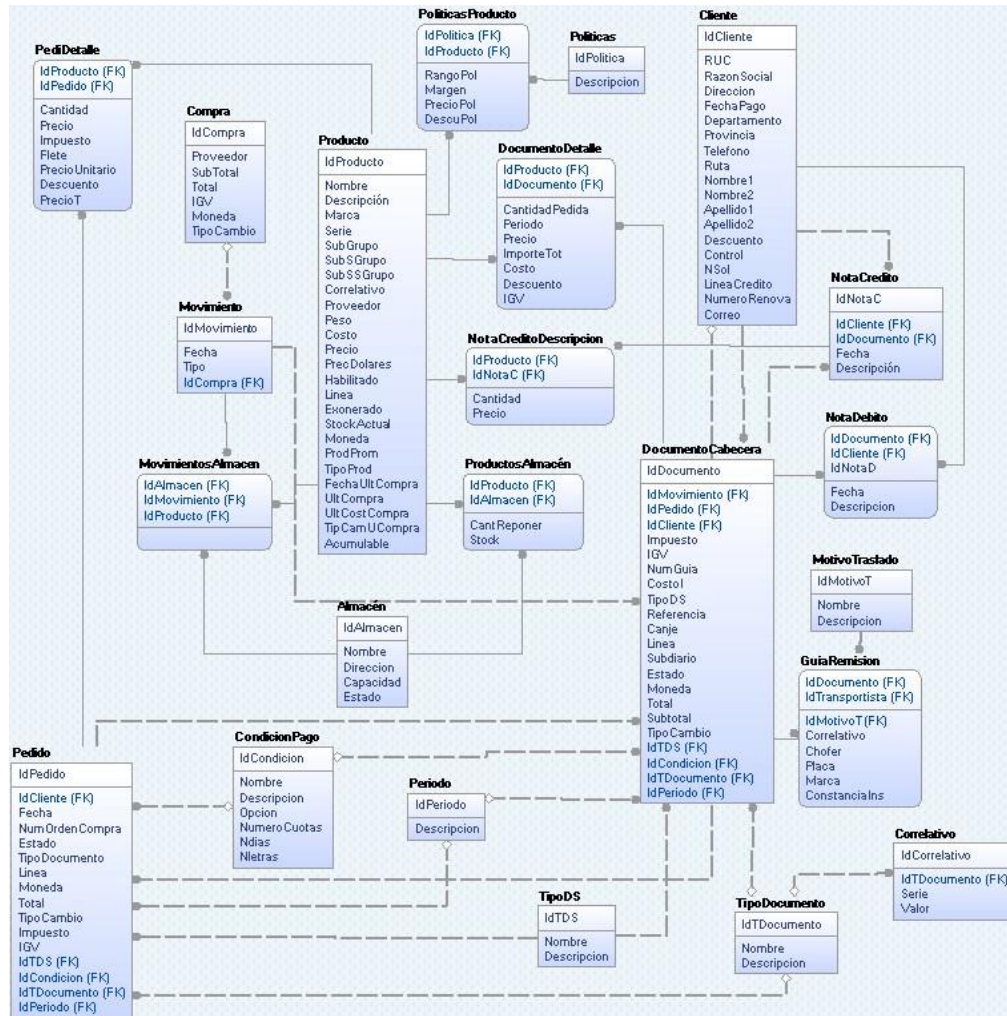 PediDetalle
IdProducto (FK)
IdPedido (FK)
Cantidad
Precio
Impuesto
Flete
PrecioUnitario
Descuento
PrecioT
Compra
IdCompra
Proveedor
SubTotal
Total
IGV
Moneda
TipoCambio
PoliticasProducto
IdPolitica (FK)
IdProducto (FK)
RangoPol
Margen
PrecioPol
DescuPol
Politicas
IdPolitica
Descripcion
Cliente
IdCliente
RUC
RazonSocial
Direccion
FechaPago
Departamento
Provincia
Telefono
Ruta
Nombre1
Nombre2
Apellido1
Apellido2
Descuento
Control
NSol
LineaCredito
NumeroRenova
Correo
Producto
IdProducto
Nombre
Descripción
Marca
Serie
SubGrupo
SubSGrupo
SubSSGrupo
Correlativo
Proveedor
Peso
Costo
Precio
PrecDolares
Habilitado
Linea
Exonerado
StockActual
Moneda
ProdProm
TipoProd
FechaUltCompra
UltCompra
UltCostCompra
TipCamUCompra
Acumulable
DocumentoDetalle
IdProducto (FK)
IdDocumento (FK)
CantidadPedida
Periodo
Precio
ImporteTot
Costo
Descuento
IGV
Movimiento
IdMovimiento
Fecha
Tipo
IdCompra (FK)
NotaCreditoDescripcion
IdProducto (FK)
IdNotaC (FK)
Cantidad
Precio
NotaCredito
IdNotaC
IdCliente (FK)
IdDocumento (FK)
Fecha
Descripción
NotaDebito
IdDocumento (FK)
IdCliente (FK)
IdNotaD
Fecha
Descripcion
MovimientosAlmacen
IdAlmacen (FK)
IdMovimiento (FK)
IdProducto (FK)
ProductosAlmacén
IdProducto (FK)
IdAlmacen (FK)
CantReponer
Stock
DocumentoCabecera
IdDocumento
IdMovimiento (FK)
IdPedido (FK)
IdCliente (FK)
Impuesto
IGV
NumGuia
CostoI
TipoDS
Referencia
Canje
Linea
Subdiario
Estado
Moneda
Total
Subtotal
TipoCambio
IdTDS (FK)
IdCondicion (FK)
IdTDocumento (FK)
IdPeriodo (FK)
MotivoTraslado
IdMotivoT
Nombre
Descripcion
Almacén
IdAlmacen
Nombre
Direccion
Capacidad
Estado
GuiaRemision
IdDocumento (FK)
IdTransportista (FK)
IdMotivoT(FK)
Correlativo
Chofer
Placa
Marca
ConstanciaIns
Pedido
IdPedido
IdCliente (FK)
Fecha
NumOrdenCompra
Estado
TipoDocumento
Linea
Moneda
Total
TipoCambio
Impuesto
IGV
IdTDS (FK)
IdCondicion (FK)
IdTDocumento (FK)
IdPeriodo (FK)
CondicionPago
IdCondicion
Nombre
Descripcion
Opcion
NumeroCuotas
Ndias
Nletras
Periodo
IdPeriodo
Descripcion
TipoDS
IdTDS
Nombre
Descripcion
TipoDocumento
IdTDocumento
Nombre
Descripcion
Correlativo
IdCorrelativo
IdTDocumento (FK)
Serie
Valor